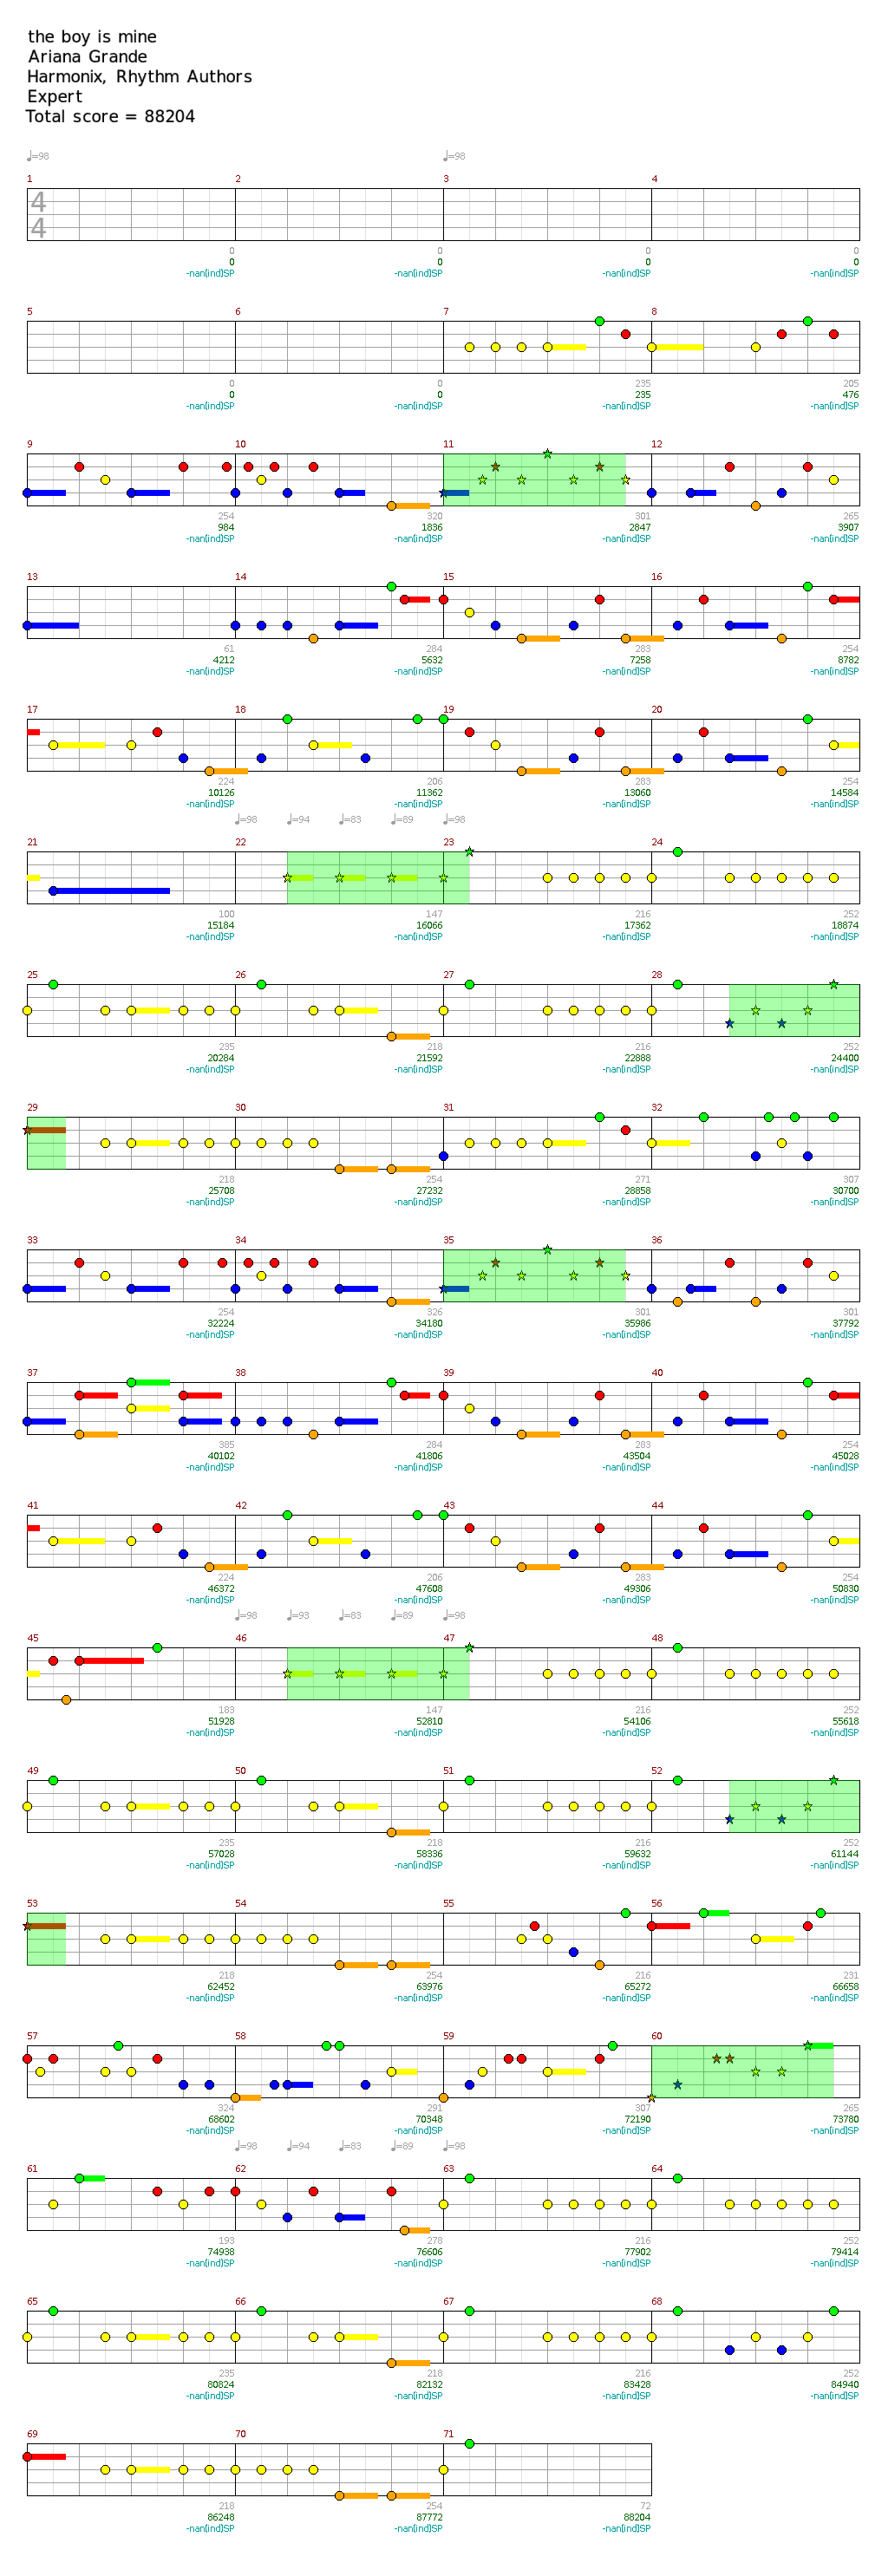 the boy is mine
Ariana Grande
Harmonix, Rhythm Authors
Expert
Total score = 88204
♩=98 ♩=98
1 2 3 4
4
4
0 0 0 0
0 0 0 0
-nan(ind)SP -nan(ind)SP -nan(ind)SP -nan(ind)SP
5 6 7 8
0 0 235 205
0 0 235 476
-nan(ind)SP -nan(ind)SP -nan(ind)SP -nan(ind)SP
9 10 11 12
254 320 301 265
984 1836 2847 3907
-nan(ind)SP -nan(ind)SP -nan(ind)SP -nan(ind)SP
13 14 15 16
61 284 283 254
4212 5632 7258 8782
-nan(ind)SP -nan(ind)SP -nan(ind)SP -nan(ind)SP
17 18 19 20
224 206 283 254
10126 11362 13060 14584
-nan(ind)SP -nan(ind)SP -nan(ind)SP -nan(ind)SP
♩=98 ♩=94 ♩=83 ♩=89 ♩=98
21 22 23 24
100 147 216 252
15184 16066 17362 18874
-nan(ind)SP -nan(ind)SP -nan(ind)SP -nan(ind)SP
25 26 27 28
235 218 216 252
20284 21592 22888 24400
-nan(ind)SP -nan(ind)SP -nan(ind)SP -nan(ind)SP
29 30 31 32
218 254 271 307
25708 27232 28858 30700
-nan(ind)SP -nan(ind)SP -nan(ind)SP -nan(ind)SP
33 34 35 36
254 326 301 301
32224 34180 35986 37792
-nan(ind)SP -nan(ind)SP -nan(ind)SP -nan(ind)SP
37 38 39 40
385 284 283 254
40102 41806 43504 45028
-nan(ind)SP -nan(ind)SP -nan(ind)SP -nan(ind)SP
41 42 43 44
224 206 283 254
46372 47608 49306 50830
-nan(ind)SP -nan(ind)SP -nan(ind)SP -nan(ind)SP
♩=98 ♩=93 ♩=83 ♩=89 ♩=98
45 46 47 48
183 147 216 252
51928 52810 54106 55618
-nan(ind)SP -nan(ind)SP -nan(ind)SP -nan(ind)SP
49 50 51 52
235 218 216 252
57028 58336 59632 61144
-nan(ind)SP -nan(ind)SP -nan(ind)SP -nan(ind)SP
53 54 55 56
218 254 216 231
62452 63976 65272 66658
-nan(ind)SP -nan(ind)SP -nan(ind)SP -nan(ind)SP
57 58 59 60
324 291 307 265
68602 70348 72190 73780
-nan(ind)SP -nan(ind)SP -nan(ind)SP -nan(ind)SP
♩=98 ♩=94 ♩=83 ♩=89 ♩=98
61 62 63 64
193 278 216 252
74938 76606 77902 79414
-nan(ind)SP -nan(ind)SP -nan(ind)SP -nan(ind)SP
65 66 67 68
235 218 216 252
80824 82132 83428 84940
-nan(ind)SP -nan(ind)SP -nan(ind)SP -nan(ind)SP
69 70 71
218 254 72
86248 87772 88204
-nan(ind)SP -nan(ind)SP -nan(ind)SP